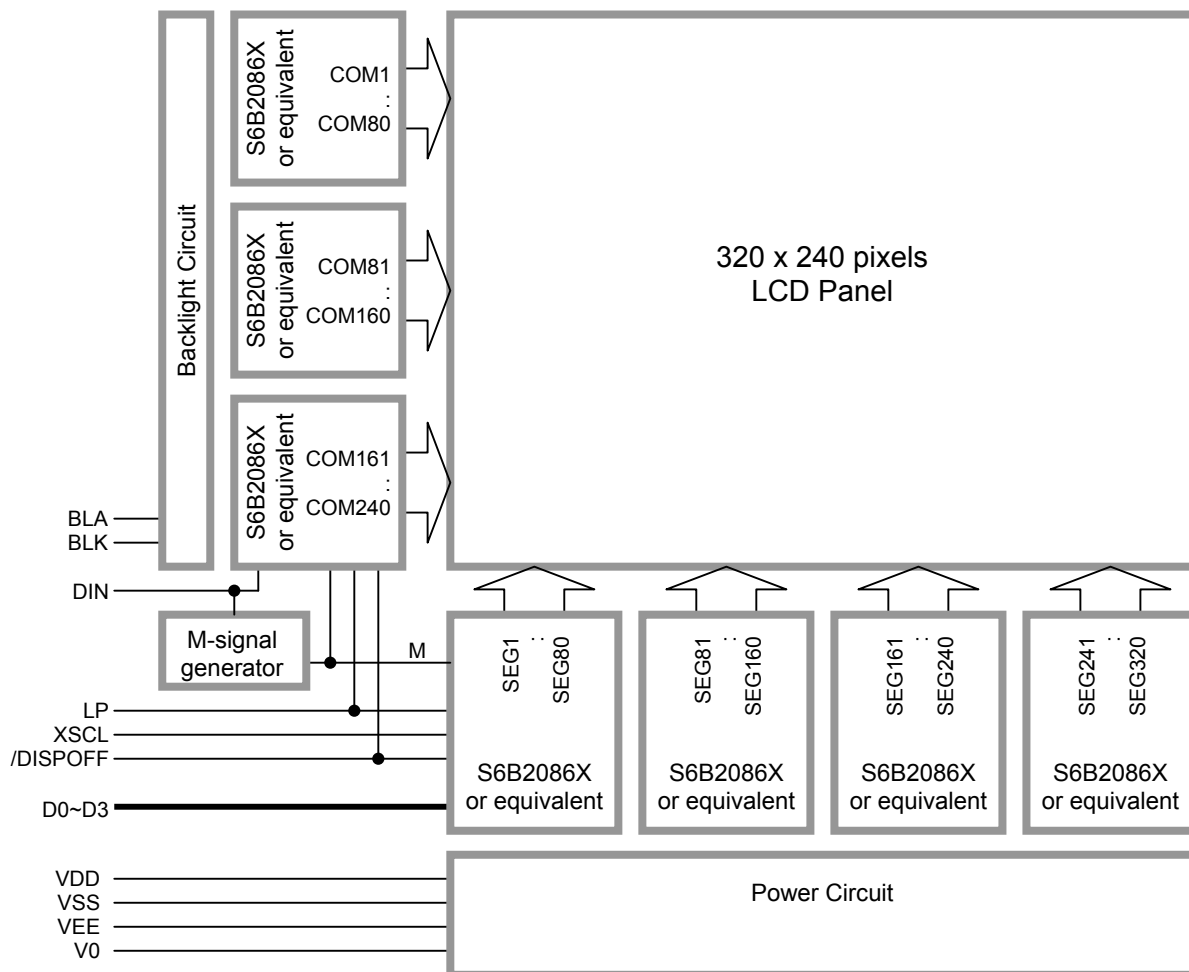 Backlight Circuit
S6B2086X
or equivalent
COM1
:
COM80
S6B2086X
or equivalent
COM81
:
COM160
S6B2086X
or equivalent
COM161
:
COM240
320 x 240 pixels
LCD Panel
BLA
BLK
DIN
M-signal
generator
M
LP
XSCL
/DISPOFF
D0~D3
SEG1
:
SEG80
S6B2086X
or equivalent
SEG81
:
SEG160
S6B2086X
or equivalent
SEG161
:
SEG240
S6B2086X
or equivalent
SEG241
:
SEG320
S6B2086X
or equivalent
VDD
VSS
VEE
V0
Power Circuit